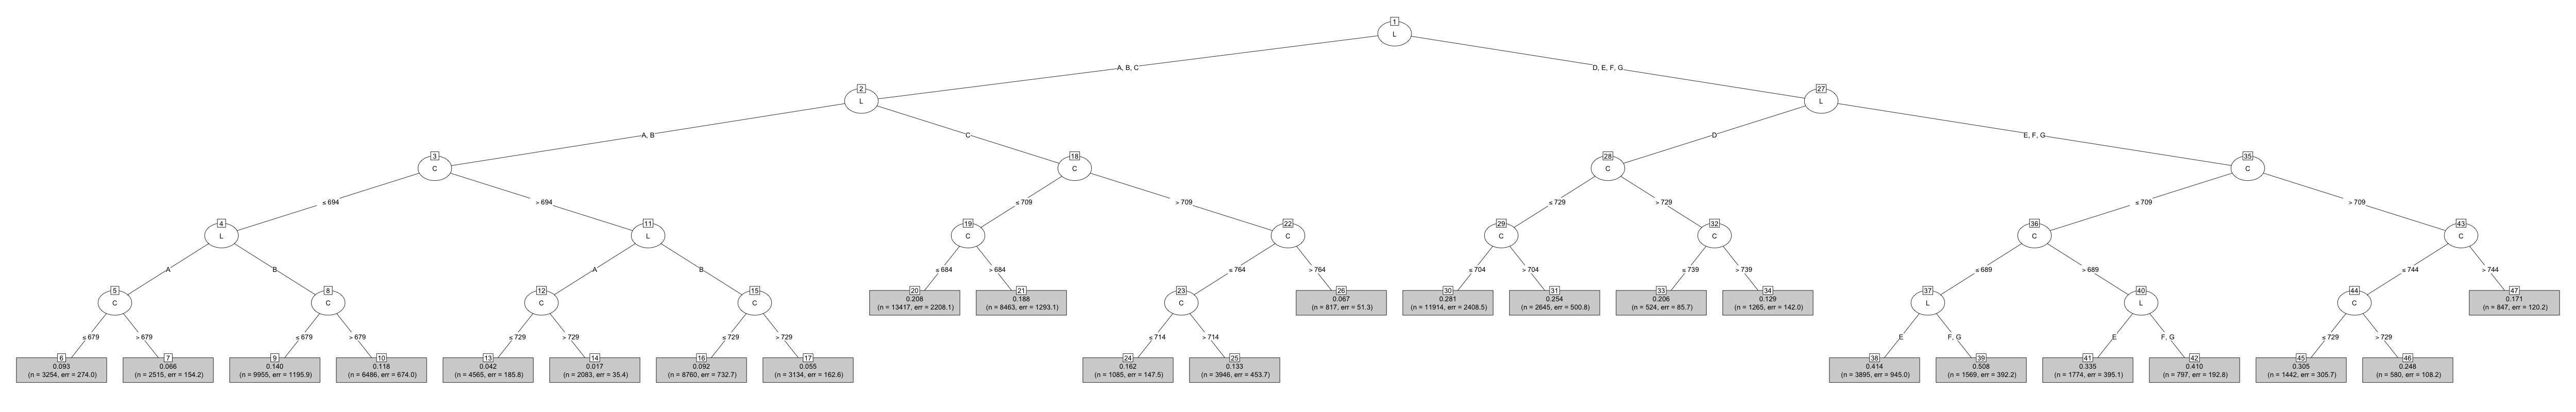 1
L
A, B, C
D, E, F, G
2
L
27
L
A, B
C
D
E, F, G
3
C
18
C
28
C
35
C
≤ 694
> 694
≤ 709
> 709
≤ 729
> 729
≤ 709
> 709
4
L
11
L
19
C
22
C
29
C
32
C
36
C
43
C
A
B
A
B
≤ 684
> 684
≤ 764
> 764
≤ 704
> 704
≤ 739
> 739
≤ 689
> 689
≤ 744
> 744
5
C
8
C
12
C
15
C
20
0.208
(n = 13417, err = 2208.1)
21
0.188
(n = 8463, err = 1293.1)
23
C
26
0.067
(n = 817, err = 51.3)
30
0.281
(n = 11914, err = 2408.5)
31
0.254
(n = 2645, err = 500.8)
33
0.206
(n = 524, err = 85.7)
34
0.129
(n = 1265, err = 142.0)
37
L
40
L
44
C
47
0.171
(n = 847, err = 120.2)
≤ 679
> 679
≤ 679
> 679
≤ 729
> 729
≤ 729
> 729
≤ 714
> 714
E
F, G
E
F, G
≤ 729
> 729
6
0.093
(n = 3254, err = 274.0)
7
0.066
(n = 2515, err = 154.2)
9
0.140
(n = 9955, err = 1195.9)
10
0.118
(n = 6486, err = 674.0)
13
0.042
(n = 4565, err = 185.8)
14
0.017
(n = 2083, err = 35.4)
16
0.092
(n = 8760, err = 732.7)
17
0.055
(n = 3134, err = 162.6)
24
0.162
(n = 1085, err = 147.5)
25
0.133
(n = 3946, err = 453.7)
38
0.414
(n = 3895, err = 945.0)
39
0.508
(n = 1569, err = 392.2)
41
0.335
(n = 1774, err = 395.1)
42
0.410
(n = 797, err = 192.8)
45
0.305
(n = 1442, err = 305.7)
46
0.248
(n = 580, err = 108.2)